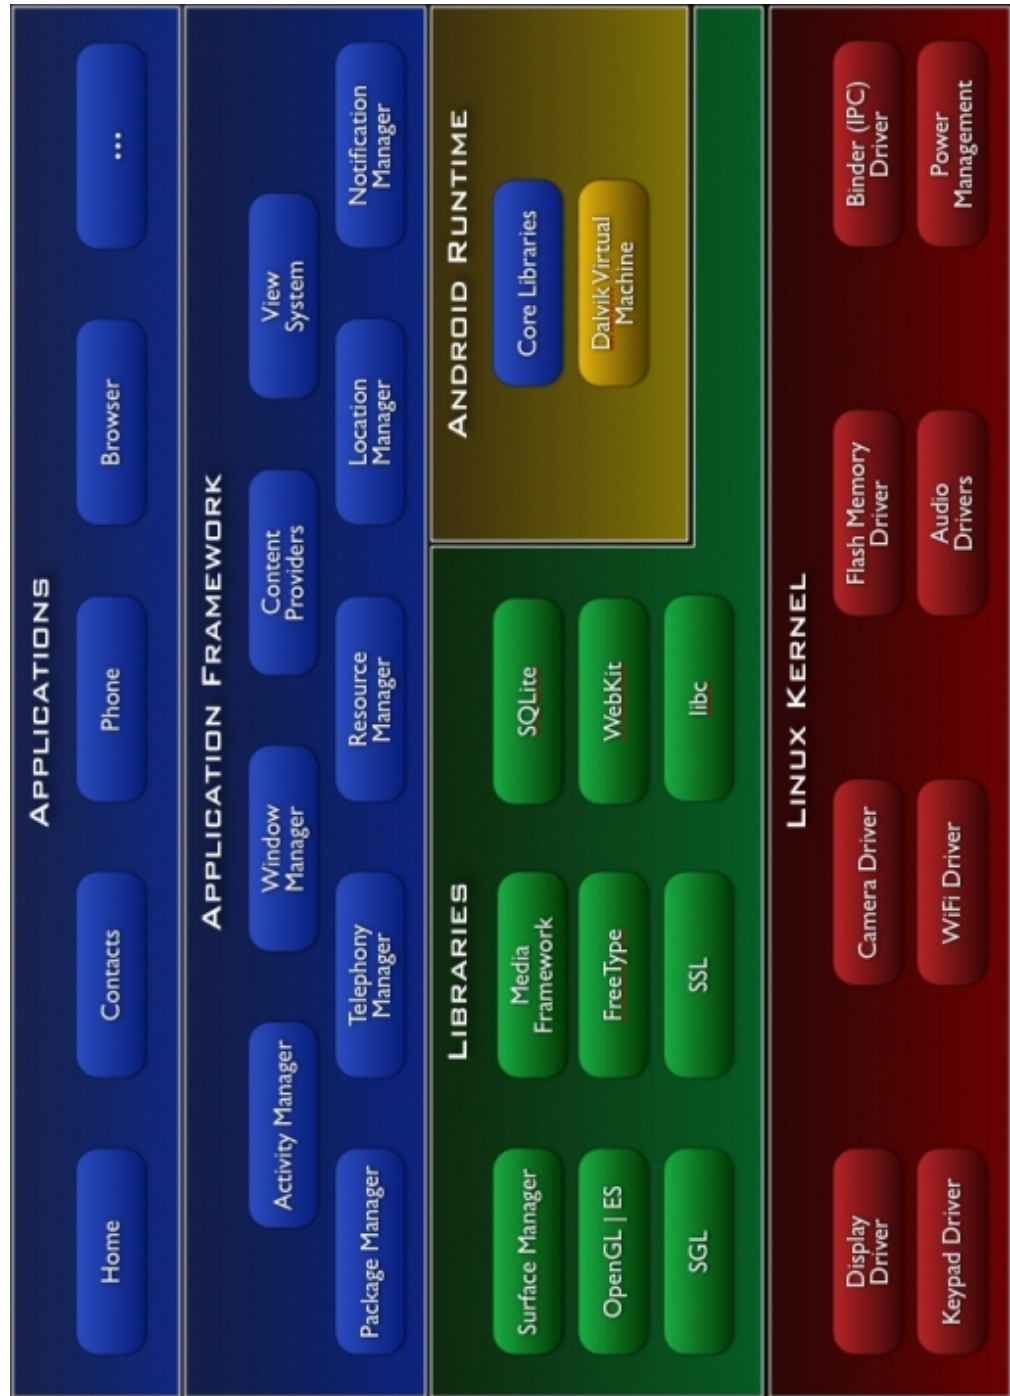 APPLICATIONS
Home
Contacts
Phone
Browser
...
APPLICATION FRAMEWORK
Activity Manager
Window
Manager
Content
Providers
View
System
Package Manager
Telephony
Manager
Resource
Manager
Location
Manager
Notification
Manager
LIBRARIES
Surface Manager
Media
Framework
SQLite
OpenGL | ES
FreeType
WebKit
SGL
SSL
libc
ANDROID RUNTIME
Core Libraries
Dalvik Virtual
Machine
LINUX KERNEL
Display
Driver
Camera Driver
Flash Memory
Driver
Binder (IPC)
Driver
Keypad Driver
WiFi Driver
Audio
Drivers
Power
Management